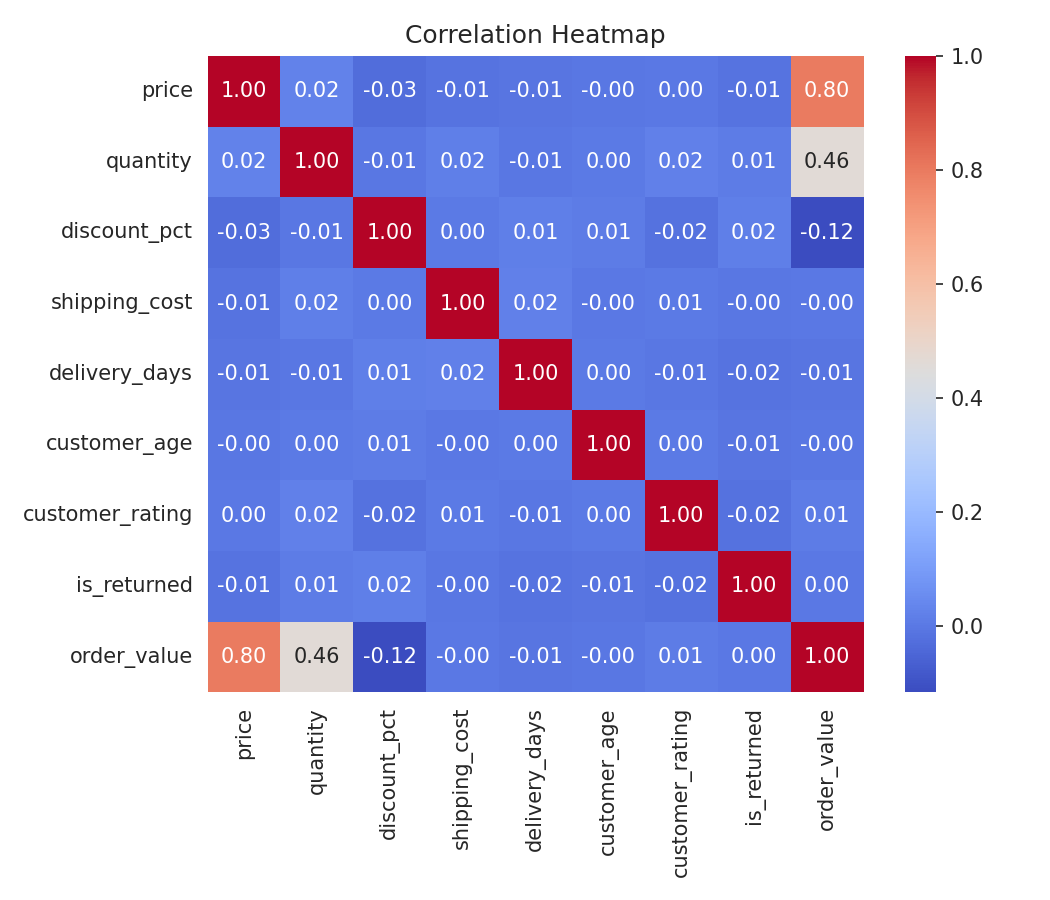 Correlation Heatmap
price 1.00 0.02 -0.03 -0.01 -0.01 -0.00 0.00 -0.01 0.80
quantity 0.02 1.00 -0.01 0.02 -0.01 0.00 0.02 0.01 0.46
discount_pct -0.03 -0.01 1.00 0.00 0.01 0.01 -0.02 0.02 -0.12
shipping_cost -0.01 0.02 0.00 1.00 0.02 -0.00 0.01 -0.00 -0.00
delivery_days -0.01 -0.01 0.01 0.02 1.00 0.00 -0.01 -0.02 -0.01
customer_age -0.00 0.00 0.01 -0.00 0.00 1.00 0.00 -0.01 -0.00
customer_rating 0.00 0.02 -0.02 0.01 -0.01 0.00 1.00 -0.02 0.01
is_returned -0.01 0.01 0.02 -0.00 -0.02 -0.01 -0.02 1.00 0.00
order_value 0.80 0.46 -0.12 -0.00 -0.01 -0.00 0.01 0.00 1.00
price
quantity
discount_pct
shipping_cost
delivery_days
customer_age
customer_rating
is_returned
order_value
1.0
0.8
0.6
0.4
0.2
0.0